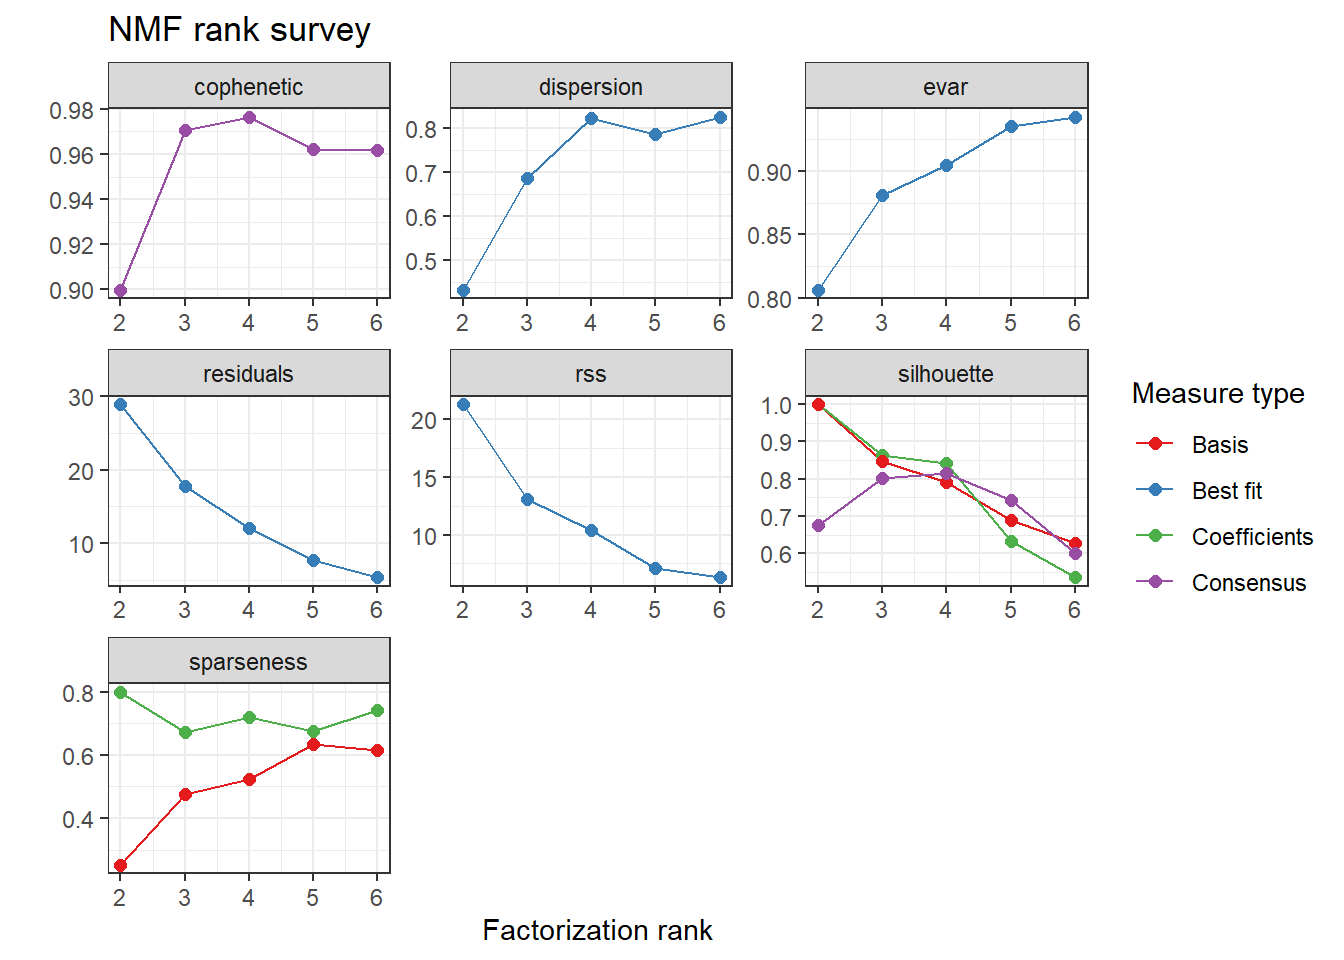 NMF rank survey
cophenetic
dispersion
evar
0.98
0.96
0.94
0.92
0.90
2 3 4 5 6
0.8
0.7
0.6
0.5
2 3 4 5 6
0.90
0.85
0.80
2 3 4 5 6
residuals
rss
silhouette
30
20
10
2 3 4 5 6
20
15
10
2 3 4 5 6
1.0
0.9
0.8
0.7
0.6
2 3 4 5 6
Measure type
Basis
Best fit
Coefficients
Consensus
sparseness
0.8
0.6
0.4
2 3 4 5 6
Factorization rank